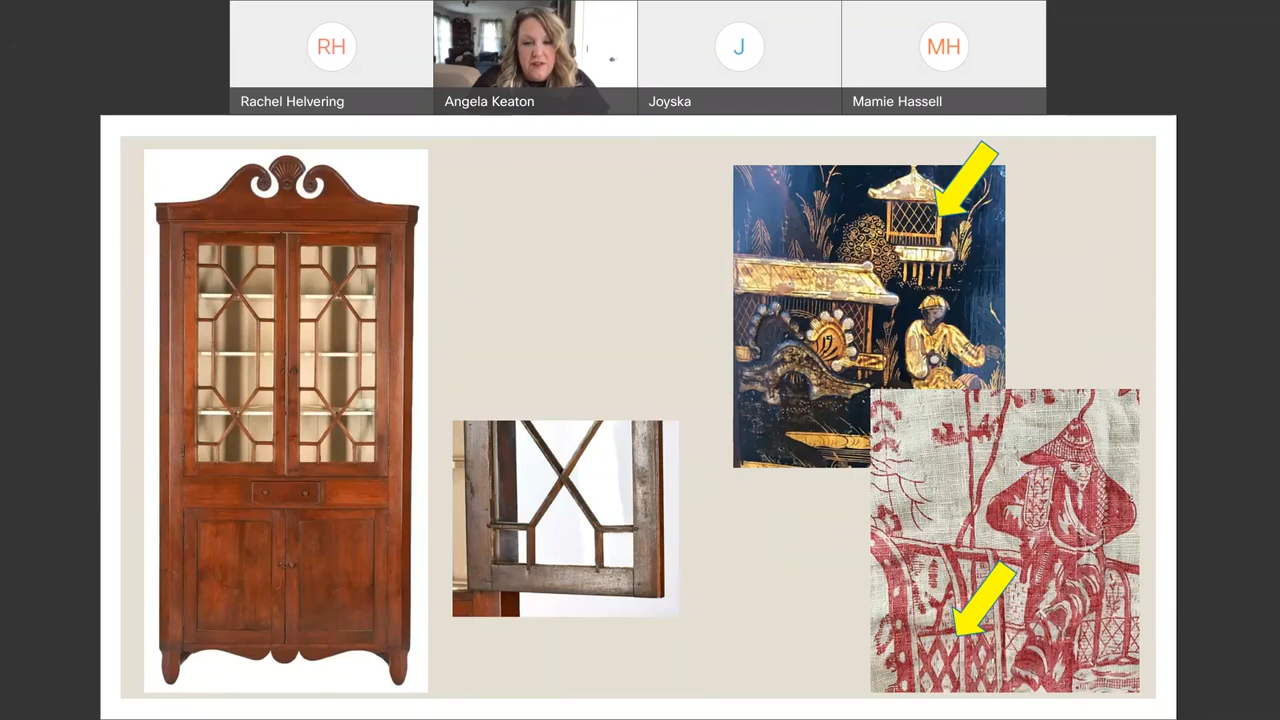 RH
J
MH
Rachel Helvering
Angela Keaton
Joyska
Mamie Hassell